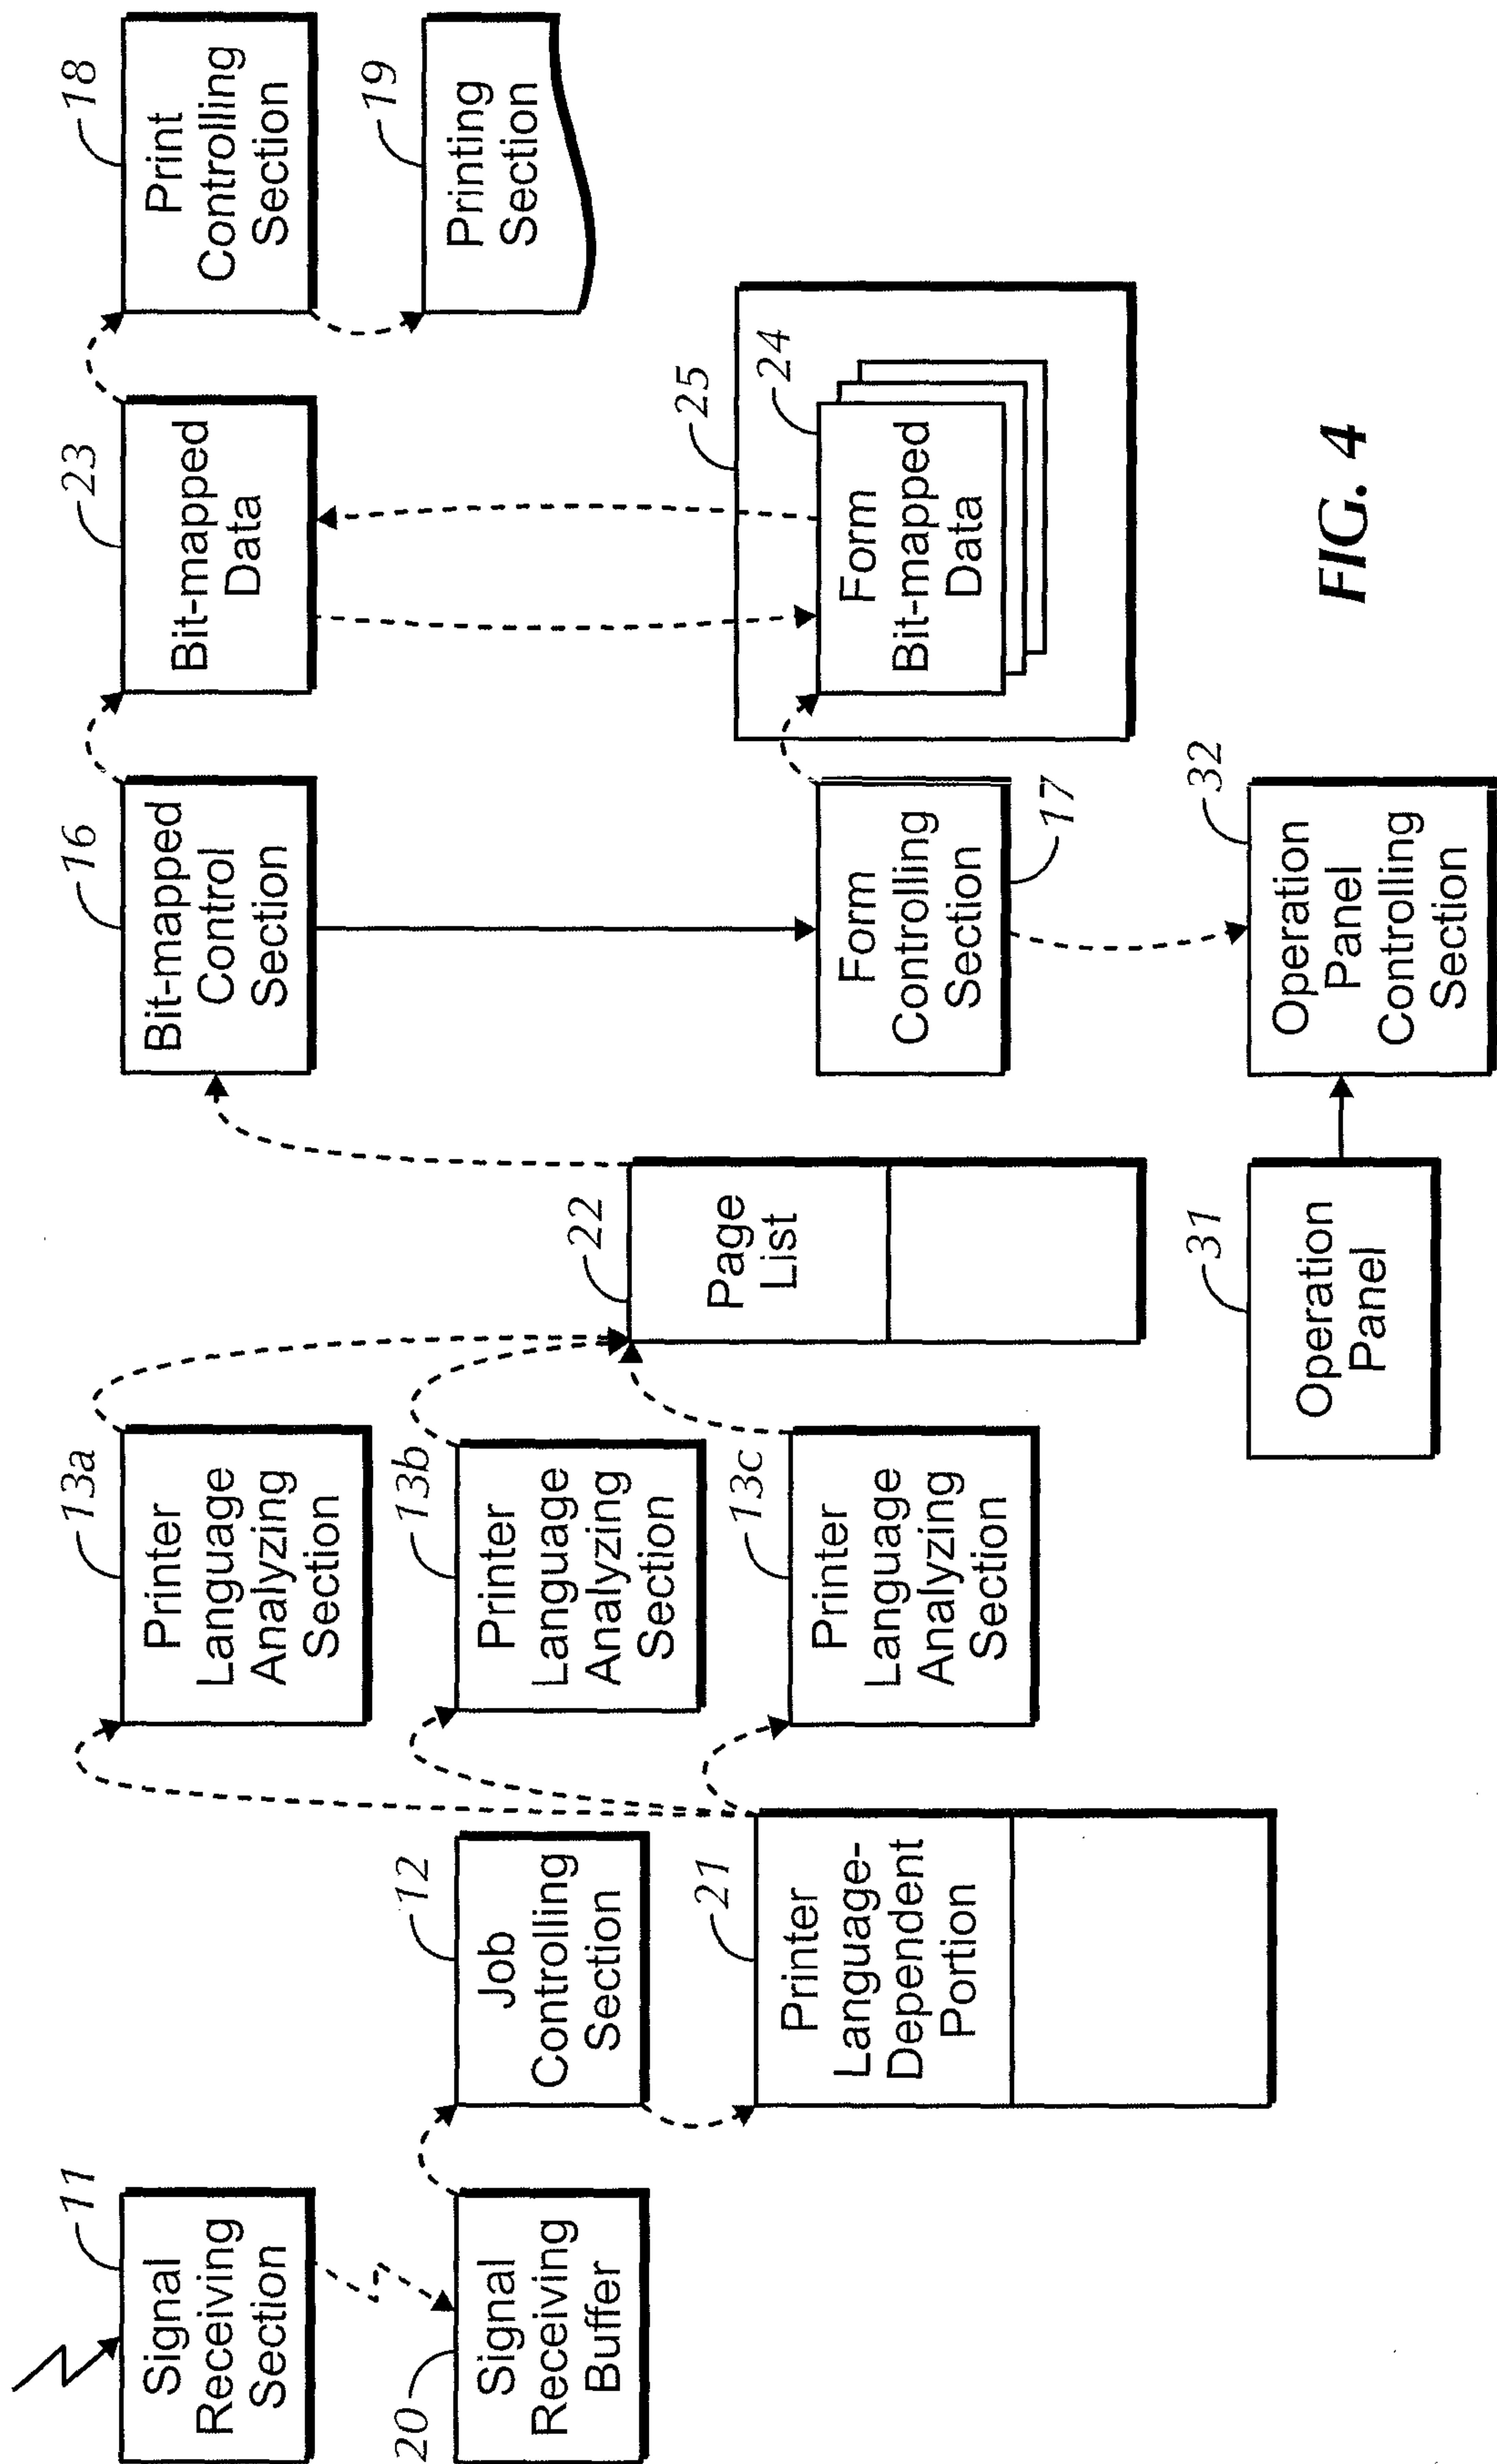 11
Signal
Receiving
Section
20
Signal
Receiving
Buffer
12
Job
Controlling
Section
21
Printer
Language-
Dependent
Portion
13a
Printer
Language
Analyzing
Section
13b
Printer
Language
Analyzing
Section
13c
Printer
Language
Analyzing
Section
22
Page
List
31
Operation
Panel
16
Bit-mapped
Control
Section
Form
Controlling
Section
17
32
Operation
Panel
Controlling
Section
23
Bit-mapped
Data
25
24
Form
Bit-mapped
Data
18
Print
Controlling
Section
19
Printing
Section
FIG. 4